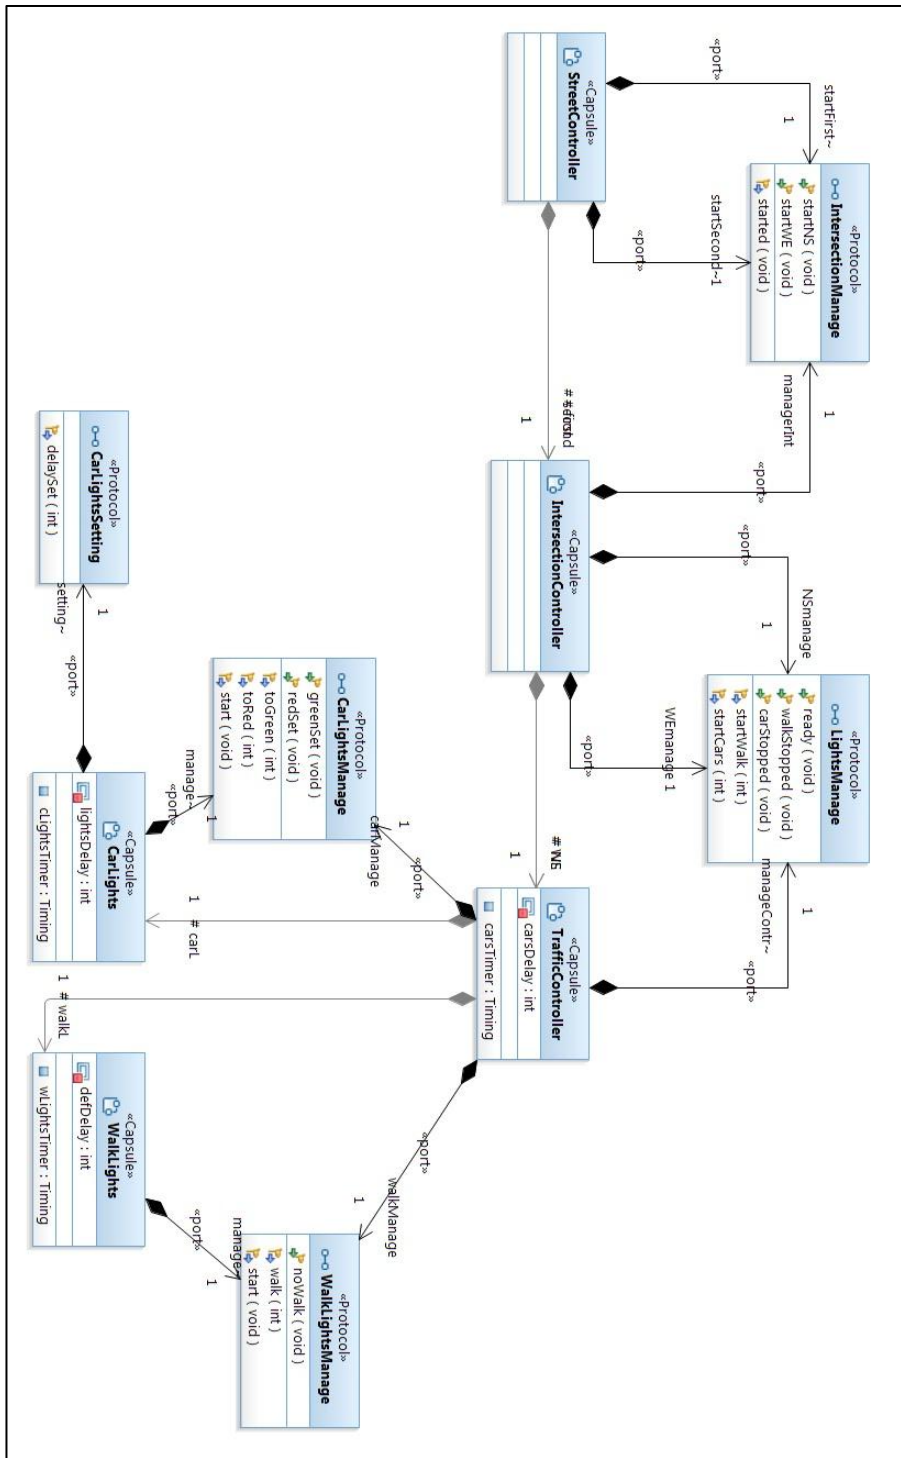 «Protocol»
IntersectionManage
startNS ( void )
startWE ( void )
started ( void )
«Protocol»
LightsManage
ready ( void )
walkStopped ( void )
carStopped ( void )
startWalk ( int )
startCars ( int )
startFirst~
1
«port»
startSecond~1
«port»
managerInt
1
«port»
NSmanage
1
«port»
WEmanage 1
«port»
manageContr~
1
«port»
«Capsule»
StreetController
#
1
«Capsule»
IntersectionController
#
1
«Capsule»
TrafficController
carsDelay : int
carsTimer : Timing
«port»
carManage
1
«port»
walkManage
1
«Protocol»
CarLightsManage
greenSet ( void )
redSet ( void )
toGreen ( int )
toRed ( int )
start ( void )
«Protocol»
WalkLightsManage
noWalk ( void )
walk ( int )
start ( void )
manage~
1
«port»
# carL
1
# walkL
1
manage~
1
«port»
«Protocol»
CarLightsSetting
delaySet ( int )
setting~
1
«port»
«Capsule»
CarLights
lightsDelay : int
cLightsTimer : Timing
«Capsule»
WalkLights
defDelay : int
wLightsTimer : Timing